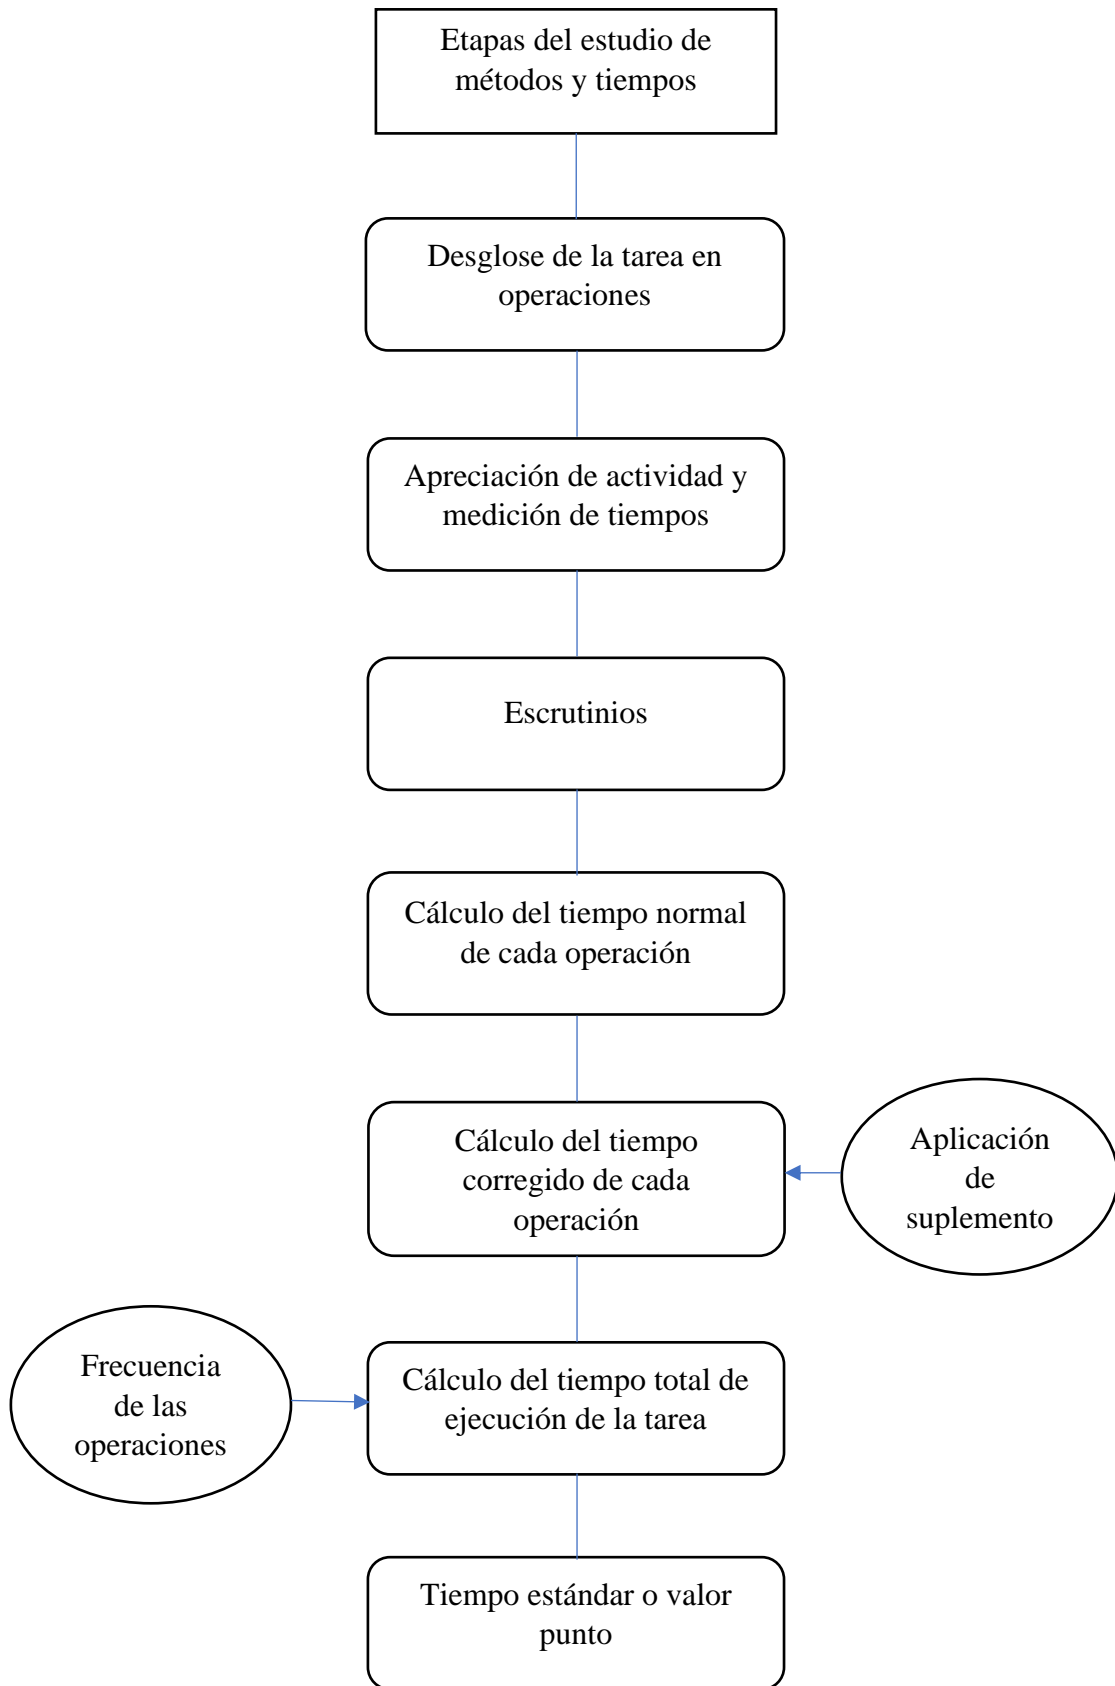 Etapas del estudio de
métodos y tiempos
Desglose de la tarea en
operaciones
Apreciación de actividad y
medición de tiempos
Escrutinios
Cálculo del tiempo normal
de cada operación
Cálculo del tiempo
corregido de cada
operación
Aplicación
de
suplemento
Frecuencia
de las
operaciones
Cálculo del tiempo total de
ejecución de la tarea
Tiempo estándar o valor
punto